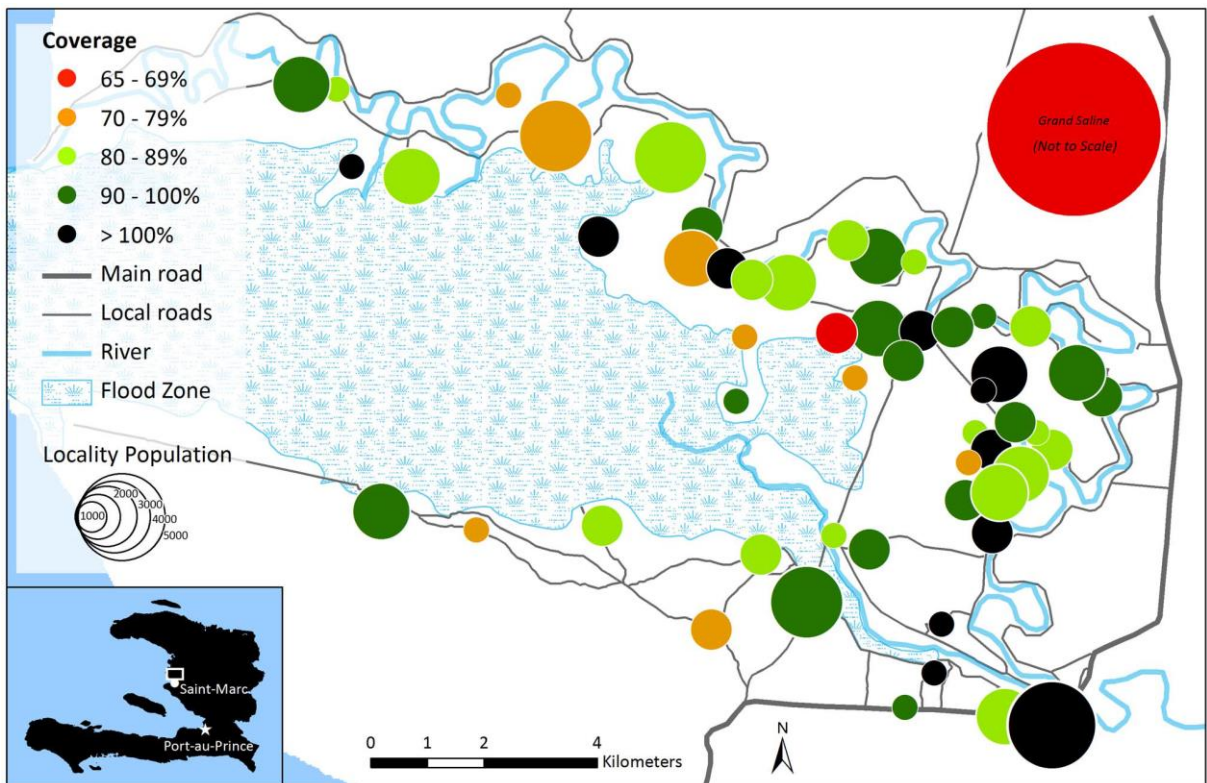 Coverage
65 - 69%
70 - 79%
80 - 89%
90 - 100%
> 100%
Main road
Local roads
River
Flood Zone
Locality Population
1000
2000
3000
4000
5000
Grand Saline
(Not to Scale)
Saint-Marc
Port-au-Prince
0 1 2 4
Kilometers
N